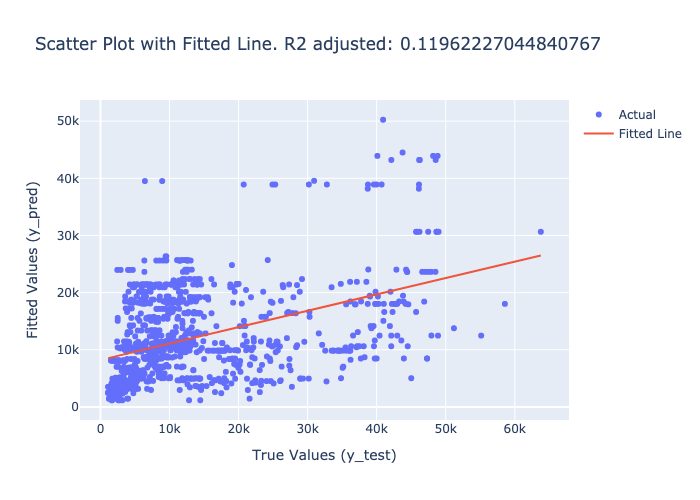 Scatter Plot with Fitted Line. R2 adjusted: 0.11962227044840767
Actual
Fitted Line
Fitted Values (y_pred)
50k
40k
30k
20k
10k
0
0 10k 20k 30k 40k 50k 60k
True Values (y_test)